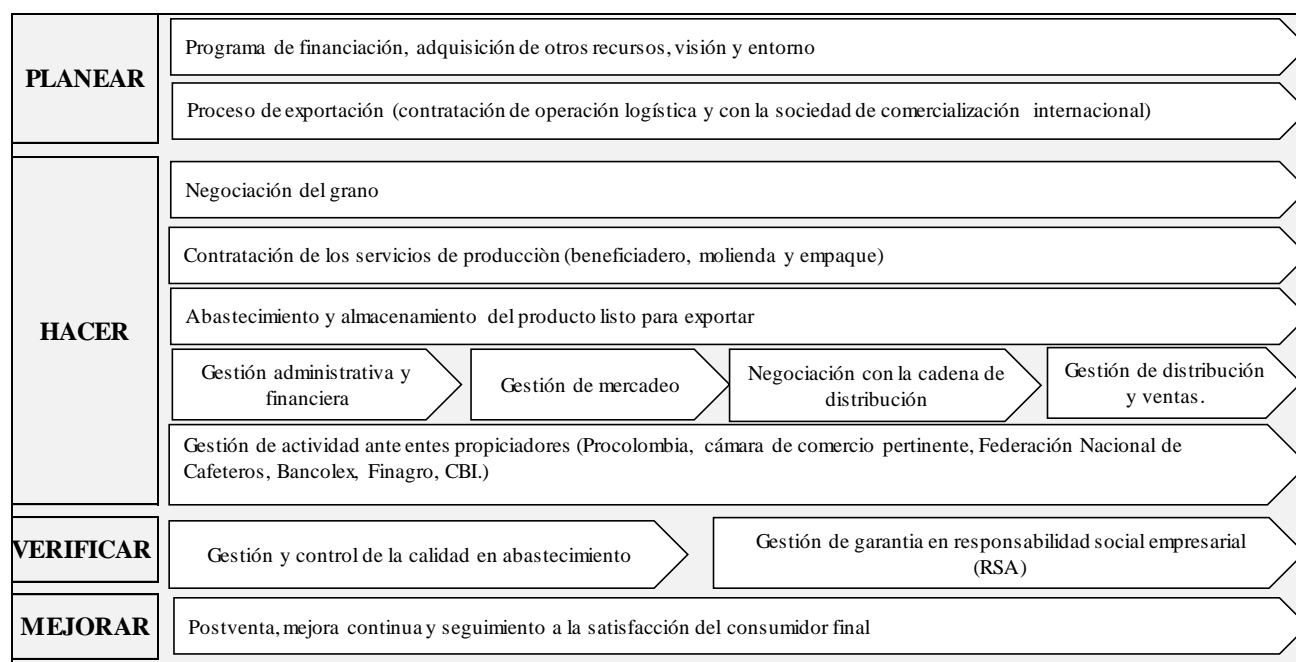 PLANEAR
Programa de financiación, adquisición de otros recursos, visión y entorno
Proceso de exportación (contratación de operación logística y con la sociedad de comercialización internacional)
HACER
Negociación del grano
Contratación de los servicios de producciòn (beneficiadero, molienda y empaque)
Abastecimiento y almacenamiento del producto listo para exportar
Gestión administrativa y
financiera
Gestión de mercadeo
Negociación con la cadena de
distribución
Gestión de distribución
y ventas.
Gestión de actividad ante entes propiciadores (Procolombia, cámara de comercio pertinente, Federación Nacional de
Cafeteros, Bancolex, Finagro, CBI.)
VERIFICAR
Gestión y control de la calidad en abastecimiento
Gestión de garantia en responsabilidad social empresarial
(RSA)
MEJORAR
Postventa, mejora continua y seguimiento a la satisfacción del consumidor final